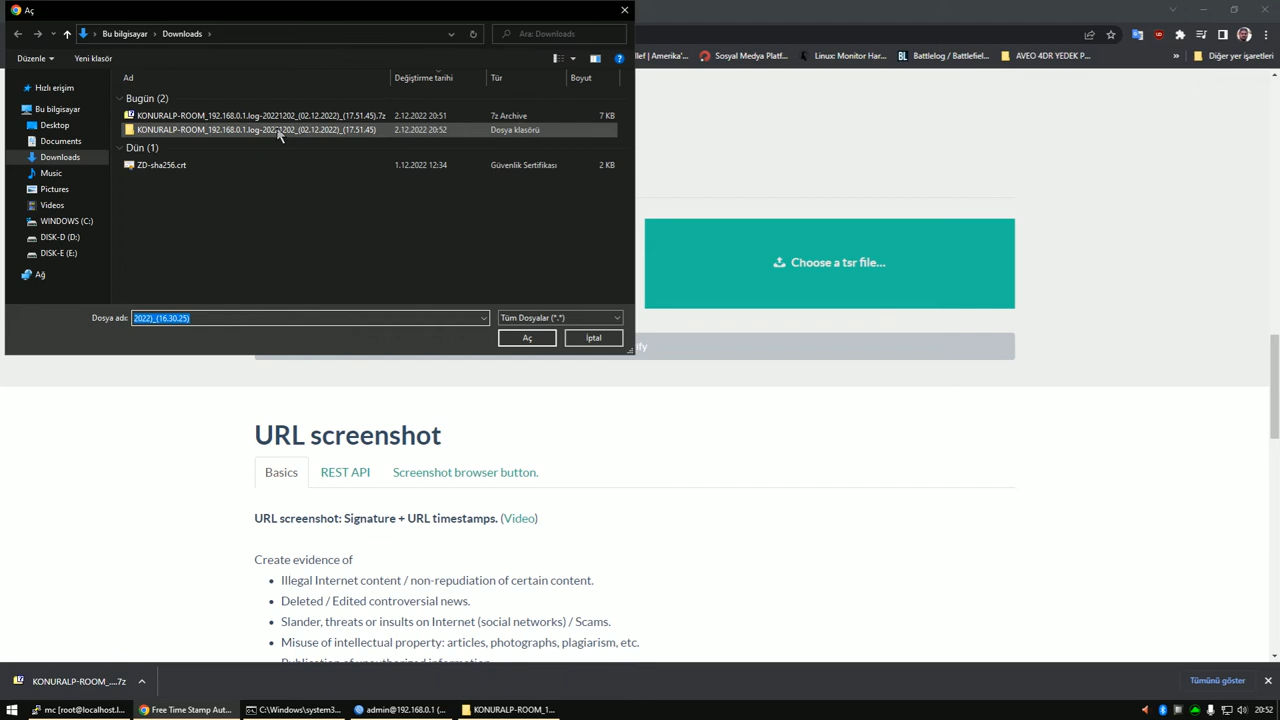 Aç
Bu bilgisayar
Downloads
Ara: Downloads
Düzenle
Yeni klasör
Ad
Değiştirme tarihi
Tür
Boyut
Hızlı erişim
Bu bilgisayar
Desktop
Documents
Downloads
Music
Pictures
Videos
WINDOWS (C:)
DISK-D (D:)
DISK-E (E:)
Ağ
Bugün (2)
KONURALP-ROOM_192.168.0.1.log-20221202_(02.12.2022)_(17.51.45).7z 2.12.2022 20:51 7z Archive 7 KB
KONURALP-ROOM_192.168.0.1.log-20221202_(02.12.2022)_(17.51.45) 2.12.2022 20:52 Dosya klasörü
Dün (1)
ZD-sha256.crt 1.12.2022 12:34 Güvenlik Sertifikası 2 KB
Dosya adı: 2022)_(16.30.25)
Tüm Dosyalar (*.*)
Aç
İptal
Sosyal Medya Platf...
Linux: Monitor Har...
BL Battlelog / Battlefiel...
AVEO 4DR YEDEK P...
Diğer yer işaretleri
Choose a tsr file...
URL screenshot
Basics
REST API
Screenshot browser button.
URL screenshot: Signature + URL timestamps. (Video)
Create evidence of
Illegal Internet content / non-repudiation of certain content.
Deleted / Edited controversial news.
Slander, threats or insults on Internet (social networks) / Scams.
Misuse of intellectual property: articles, photographs, plagiarism, etc.
KONURALP-ROOM_....7z
Tümünü göster
mc [root@localhost.l...
Free Time Stamp Aut...
C:\Windows\system3...
admin@192.168.0.1 (...
KONURALP-ROOM_1...
20:52